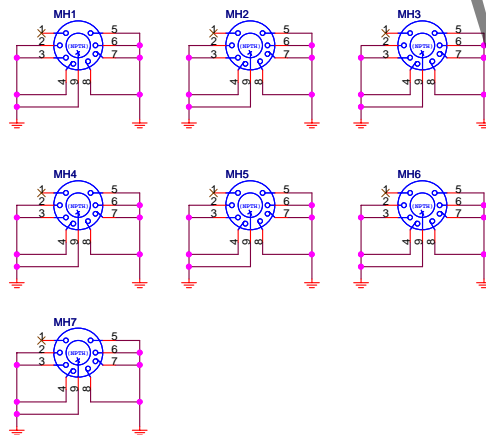 MH1 MH2 MH3
1 5 1 5 1 5
2 (NPTH) 6 2 (NPTH) 6 2 (NPTH) 6
3 7 3 7 3 7
4 9 8 4 9 8 4 9 8
MH4 MH5 MH6
1 5 1 5 1 5
2 (NPTH) 6 2 (NPTH) 6 2 (NPTH) 6
3 7 3 7 3 7
4 9 8 4 9 8 4 9 8
MH7
1 5
2 (NPTH) 6
3 7
4 9 8